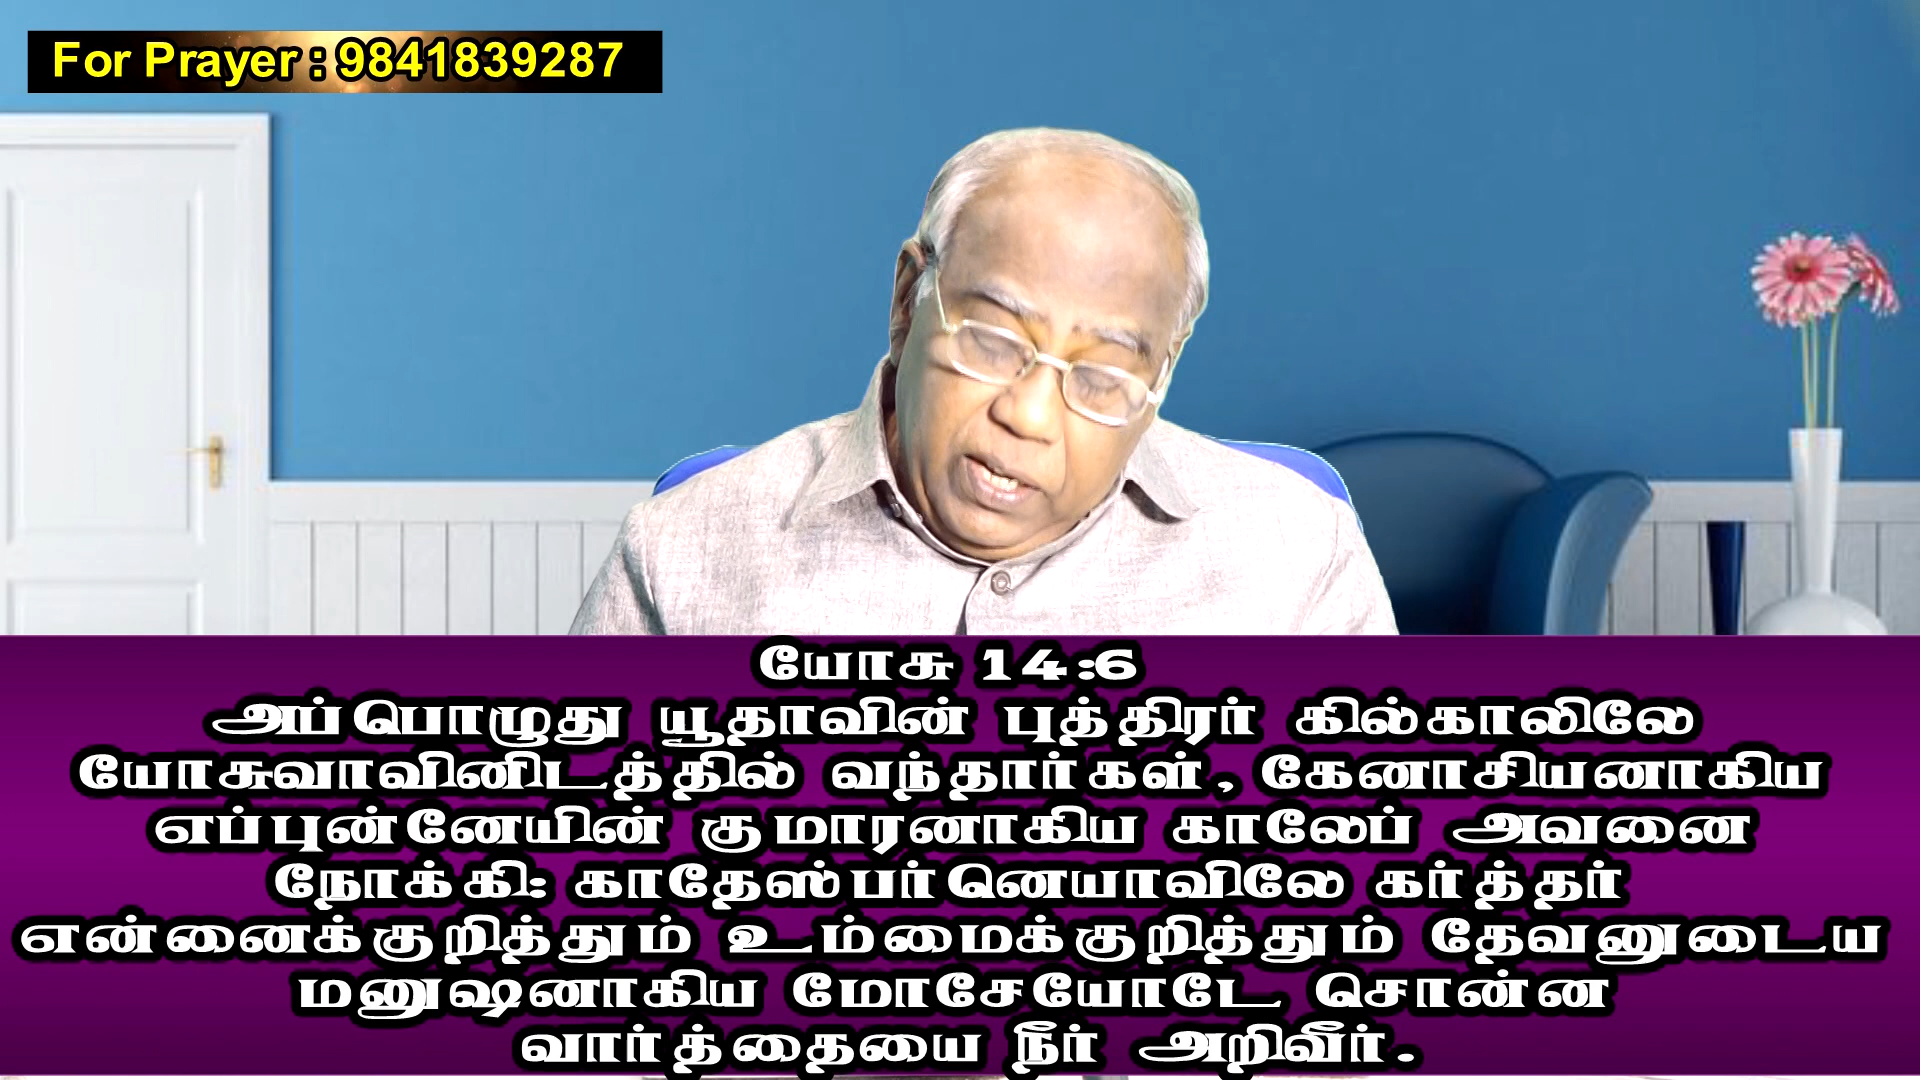 For Prayer : 9841839287
யோசு 14:6
அப்பொழுது யூதாவின் புத்திரர் கில்காலிலே
யோசுவாவினிடத்தில் வந்தார்கள், கேனாசியனாகிய
எப்புன்னேயின் குமாரனாகிய காலேப் அவனை
நோக்கி: காதேஸ்பர்னெயாவிலே கர்த்தர்
என்னைக்குறித்தும் உம்மைக்குறித்தும் தேவனுடைய
மனுஷனாகிய மோசேயோடே சொன்ன
வார்த்தையை நீர் அறிவீர்.